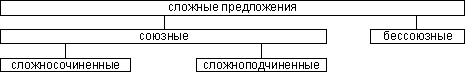 сложные предложения
союзные
бессоюзные
сложносочиненные
сложноподчиненные